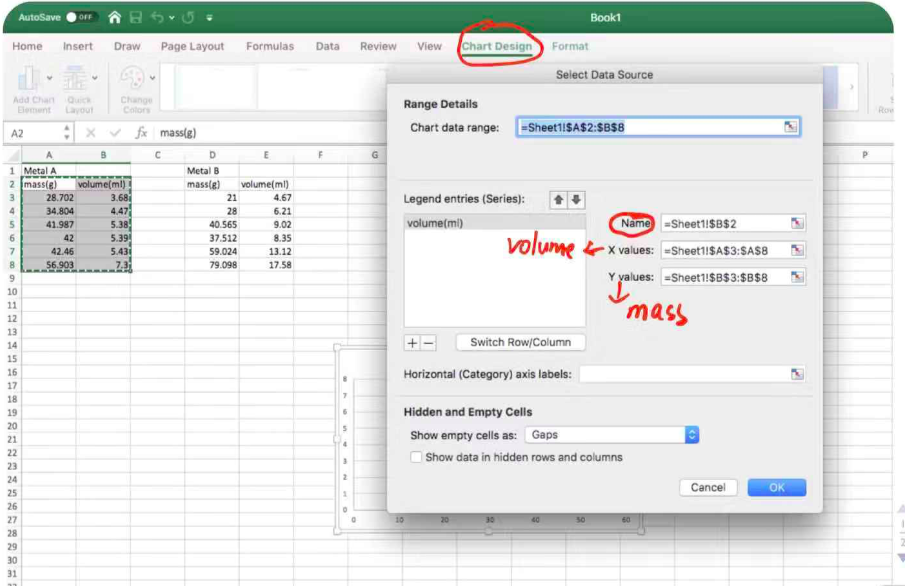 AutoSave OFF Book1
Home Insert Draw Page Layout Formulas Data Review View Chart Design Format
Select Data Source
Add Chart Element Quick Layout Change Colors
Range Details
Chart data range: =Sheet1!$A$2:$B$8
A2 fx mass(g)
A B C D E F G P
1 Metal A Metal B
2 mass(g) volume(ml) mass(g) volume(ml)
3 28.702 3.68 21 4.67
4 34.804 4.47 28 6.21
5 41.987 5.38 40.565 9.02
6 42 5.39 37.512 8.35
7 42.46 5.43 59.024 13.12
8 56.903 7.3 79.098 17.58
9
10
11
12
13
14
15
16
17
18
19
20
21
22
23
24
25
26
27
28
29
30
31
Legend entries (Series):
volume(ml)
Name =Sheet1!$B$2
volume X values: =Sheet1!$A$3:$A$8
Y values: =Sheet1!$B$3:$B$8
mass
+ − Switch Row/Column
Horizontal (Category) axis labels:
Hidden and Empty Cells
Show empty cells as: Gaps
Show data in hidden rows and columns
Cancel OK
8
7
6
5
4
3
2
1
0
0 10 20 30 40 50 60